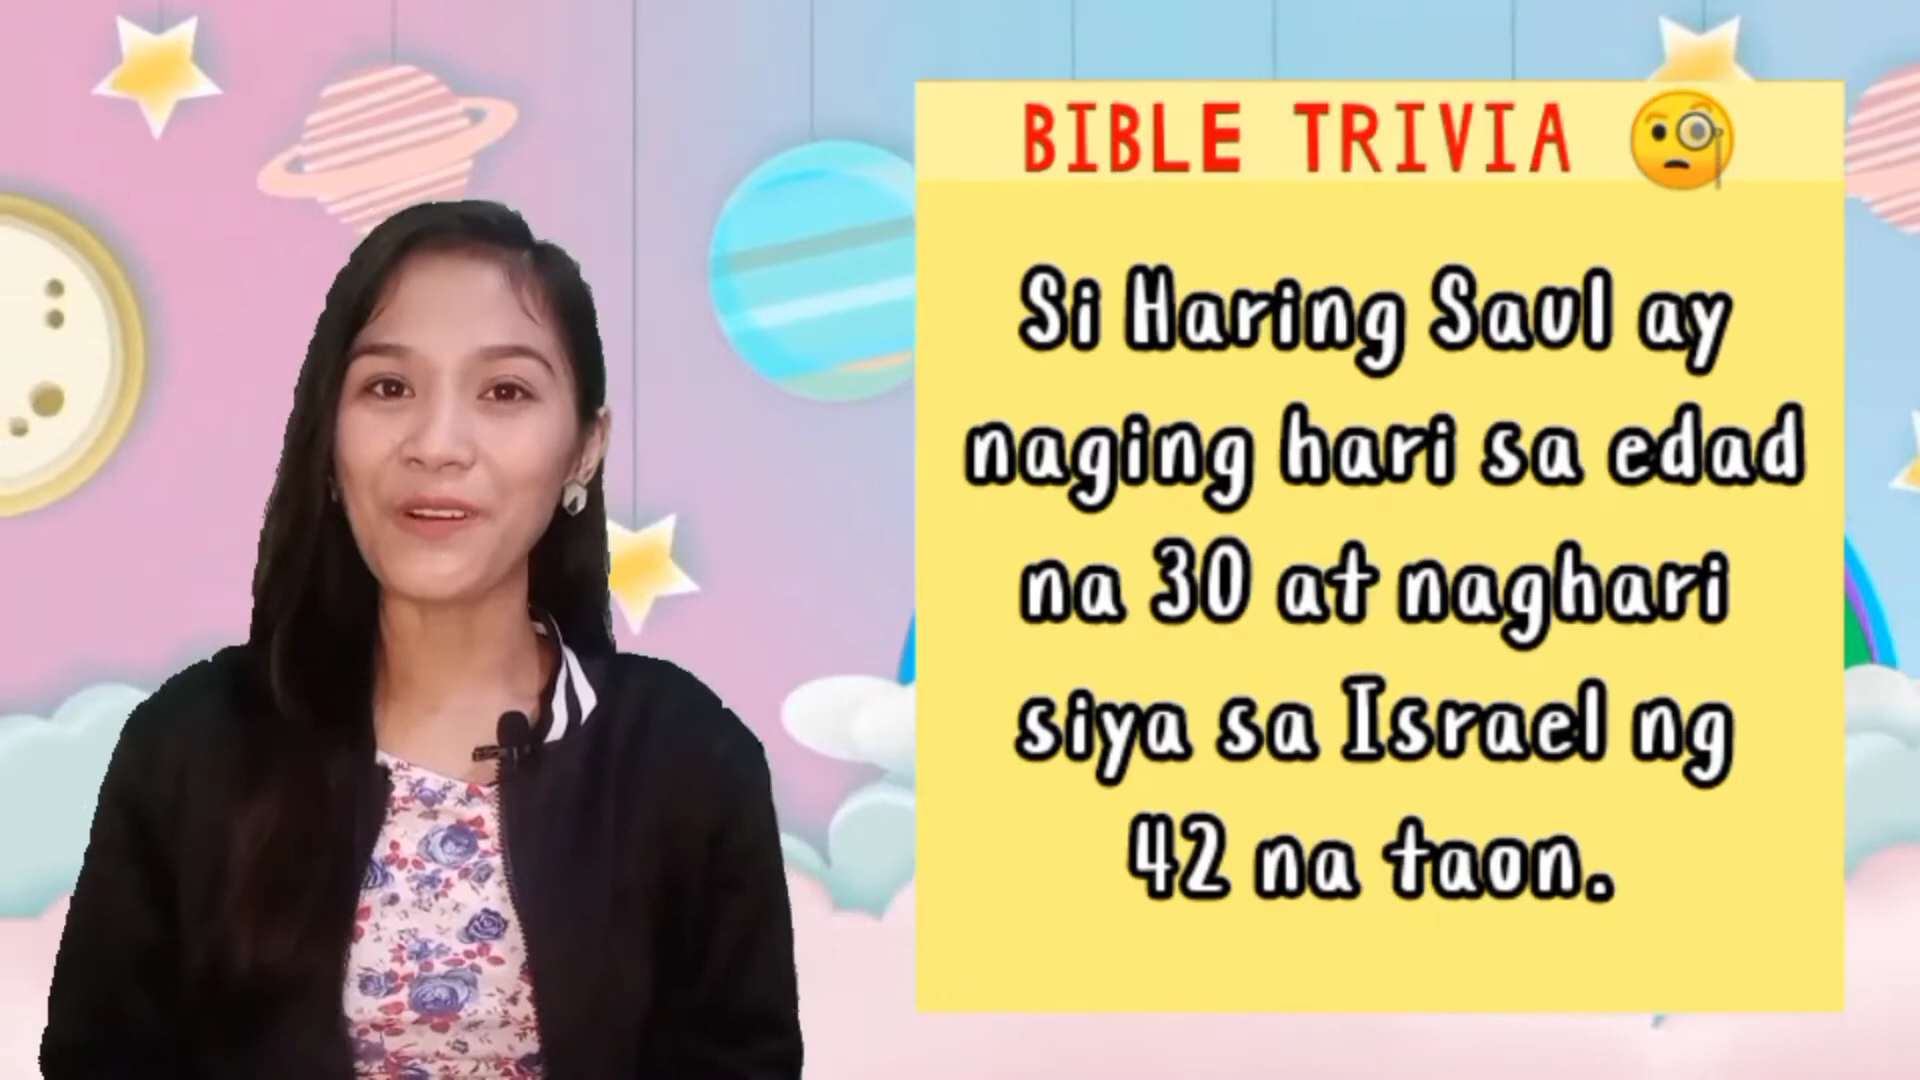 BIBLE TRIVIA 🧐
Si Haring Saul ay
naging hari sa edad
na 30 at naghari
siya sa Israel ng
42 na taon.